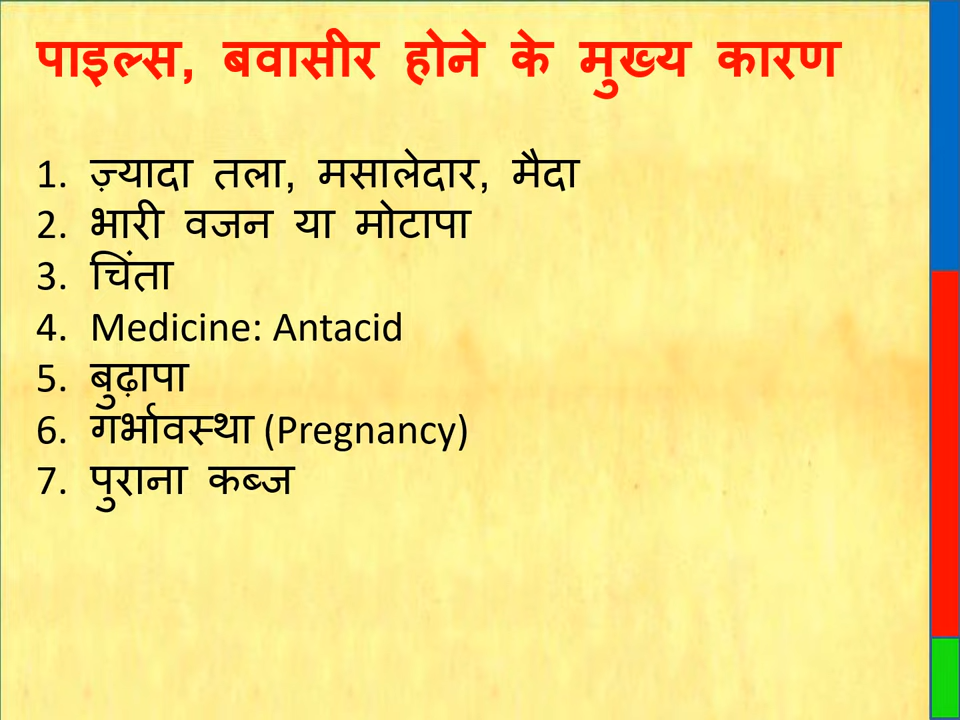 पाइल्स, बवासीर होने के मुख्य कारण
1. ज़्यादा तला, मसालेदार, मैदा
2. भारी वजन या मोटापा
3. चिंता
4. Medicine: Antacid
5. बुढ़ापा
6. गर्भावस्था (Pregnancy)
7. पुराना कब्ज